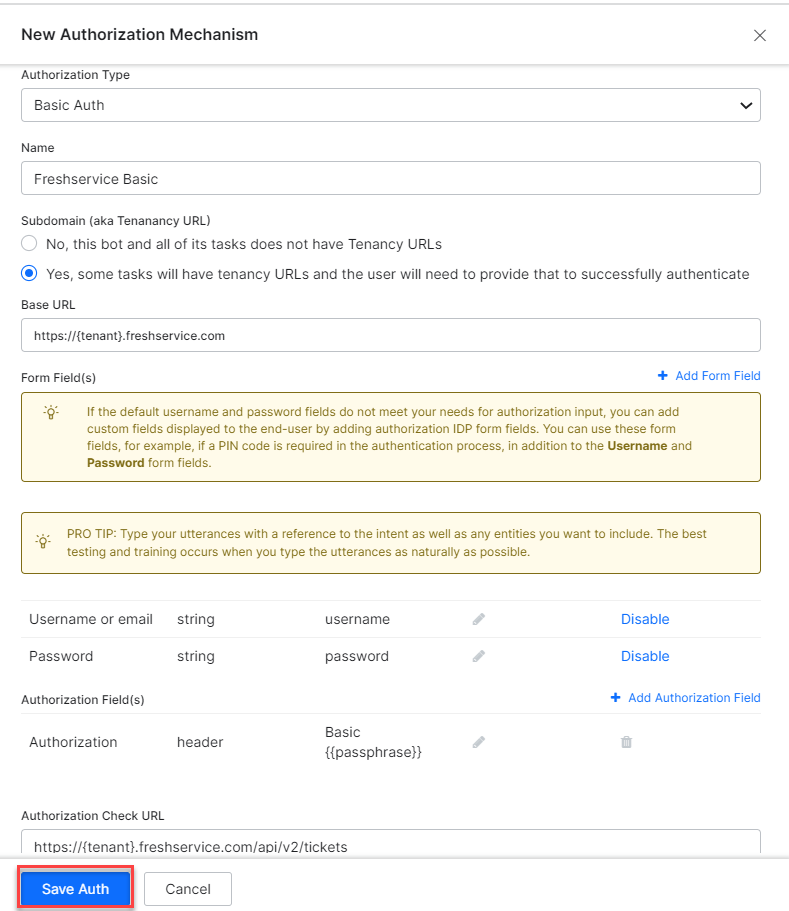 New Authorization Mechanism
Authorization Type
Basic Auth
Name
Freshservice Basic
Subdomain (aka Tenanancy URL)
No, this bot and all of its tasks does not have Tenancy URLs
Yes, some tasks will have tenancy URLs and the user will need to provide that to successfully authenticate
Base URL
https://{tenant}.freshservice.com
Form Field(s)
+ Add Form Field
If the default username and password fields do not meet your needs for authorization input, you can add
custom fields displayed to the end-user by adding authorization IDP form fields. You can use these form
fields, for example, if a PIN code is required in the authentication process, in addition to the Username and
Password form fields.
PRO TIP: Type your utterances with a reference to the intent as well as any entities you want to include. The best
testing and training occurs when you type the utterances as naturally as possible.
Username or email string username Disable
Password string password Disable
Authorization Field(s)
+ Add Authorization Field
Authorization header Basic
{{passphrase}}
Authorization Check URL
https://{tenant}.freshservice.com/api/v2/tickets
Save Auth Cancel